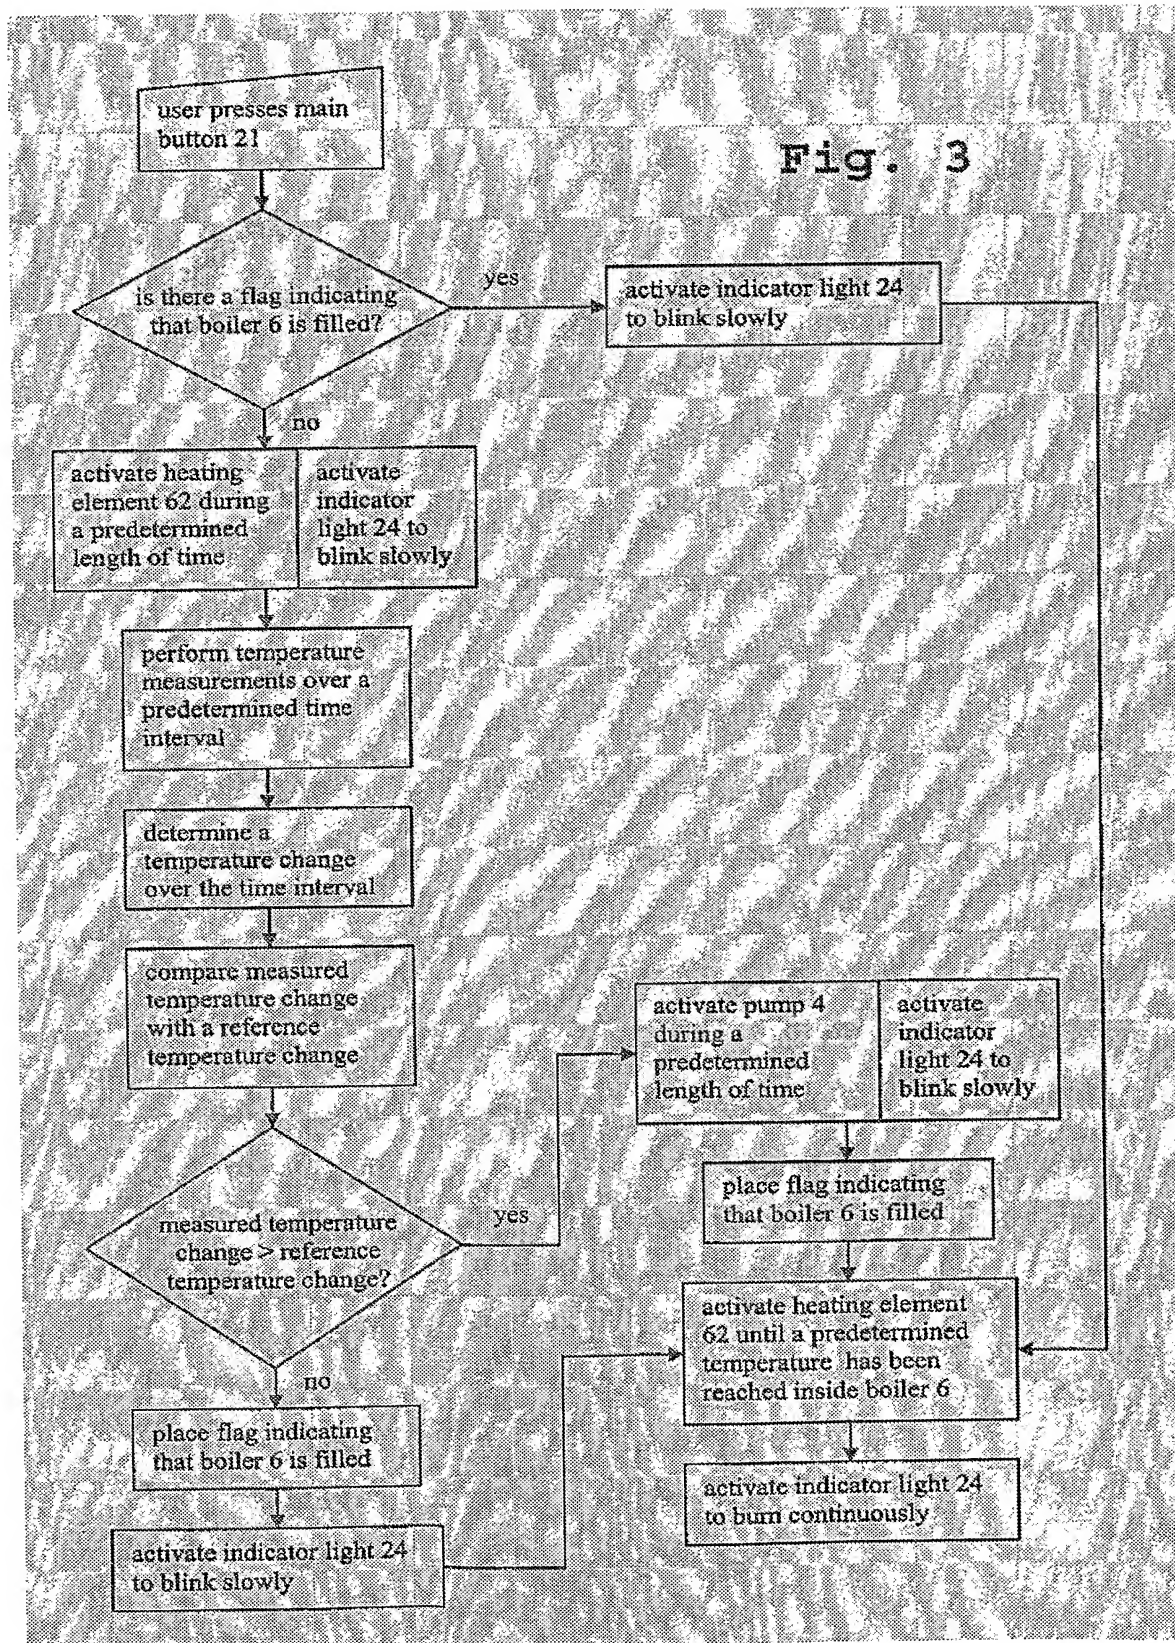 user presses main
button 21
Fig. 3
is there a flag indicating
that boiler 6 is filled?
yes
activate indicator light 24
to blink slowly
no
activate heating
element 62 during
a predetermined
length of time
activate
indicator
light 24 to
blink slowly
perform temperature
measurements over a
predetermined time
interval
determine a
temperature change
over the time interval
compare measured
temperature change
with a reference
temperature change
activate pump 4
during a
predetermined
length of time
activate
indicator
light 24 to
blink slowly
measured temperature
change > reference
temperature change?
yes
place flag indicating
that boiler 6 is filled
activate heating element
62 until a predetermined
temperature has been
reached inside boiler 6
no
place flag indicating
that boiler 6 is filled
activate indicator light 24
to burn continuously
activate indicator light 24
to blink slowly